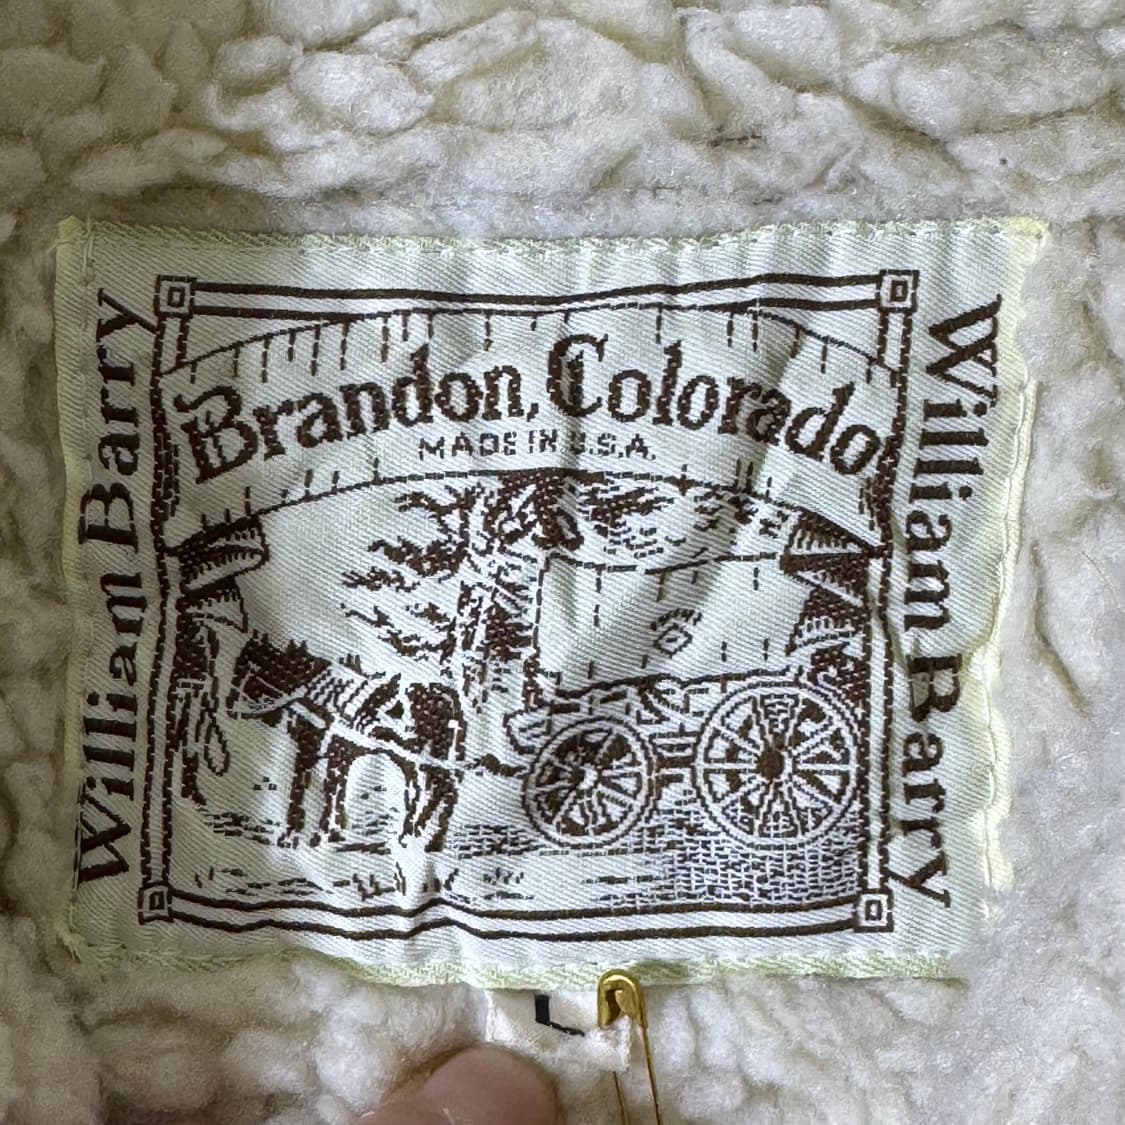 William Barry
Brandon, Colorado
MADE IN U.S.A.
William Barry
L